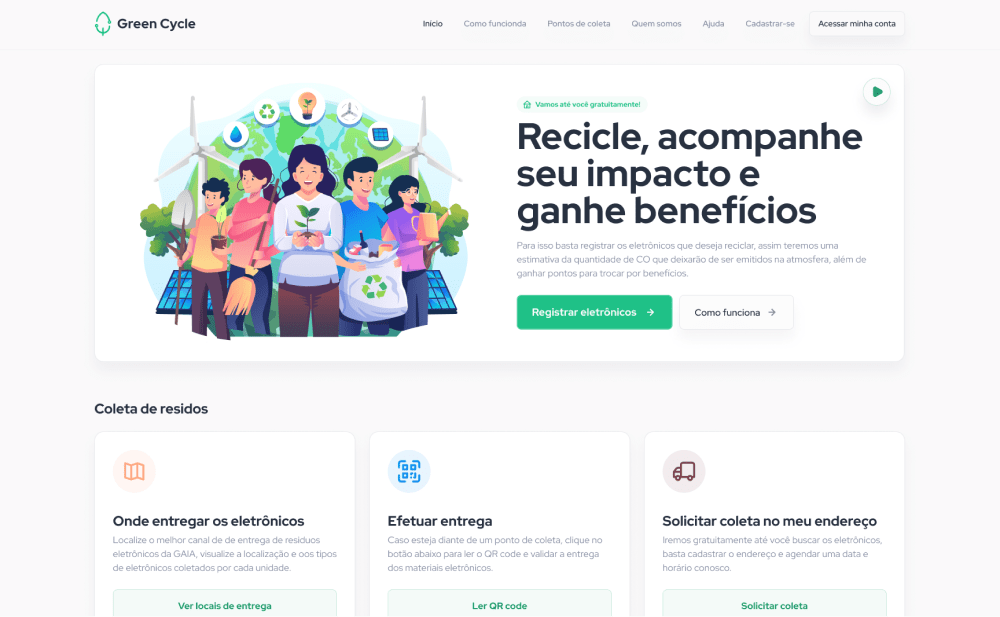 Green Cycle
Início
Como funcionda
Pontos de coleta
Quem somos
Ajuda
Cadastrar-se
Acessar minha conta
Vamos até você gratuitamente!
Recicle, acompanhe
seu impacto e
ganhe benefícios
Para isso basta registrar os eletrônicos que deseja reciclar, assim teremos uma
estimativa da quantidade de CO que deixarão de ser emitidos na atmosfera, além de
ganhar pontos para trocar por benefícios.
Registrar eletrônicos
Como funciona
Coleta de residos
Onde entregar os eletrônicos
Localize o melhor canal de de entrega de resíduos
eletrônicos da GAIA, visualize a localização e os tipos
de eletrônicos coletados por cada unidade.
Ver locais de entrega
Efetuar entrega
Caso esteja diante de um ponto de coleta, clique no
botão abaixo para ler o QR code e validar a entrega
dos materiais eletrônicos.
Ler QR code
Solicitar coleta no meu endereço
Iremos gratuitamente até você buscar os eletrônicos,
basta cadastrar o endereço e agendar uma data e
horário conosco.
Solicitar coleta